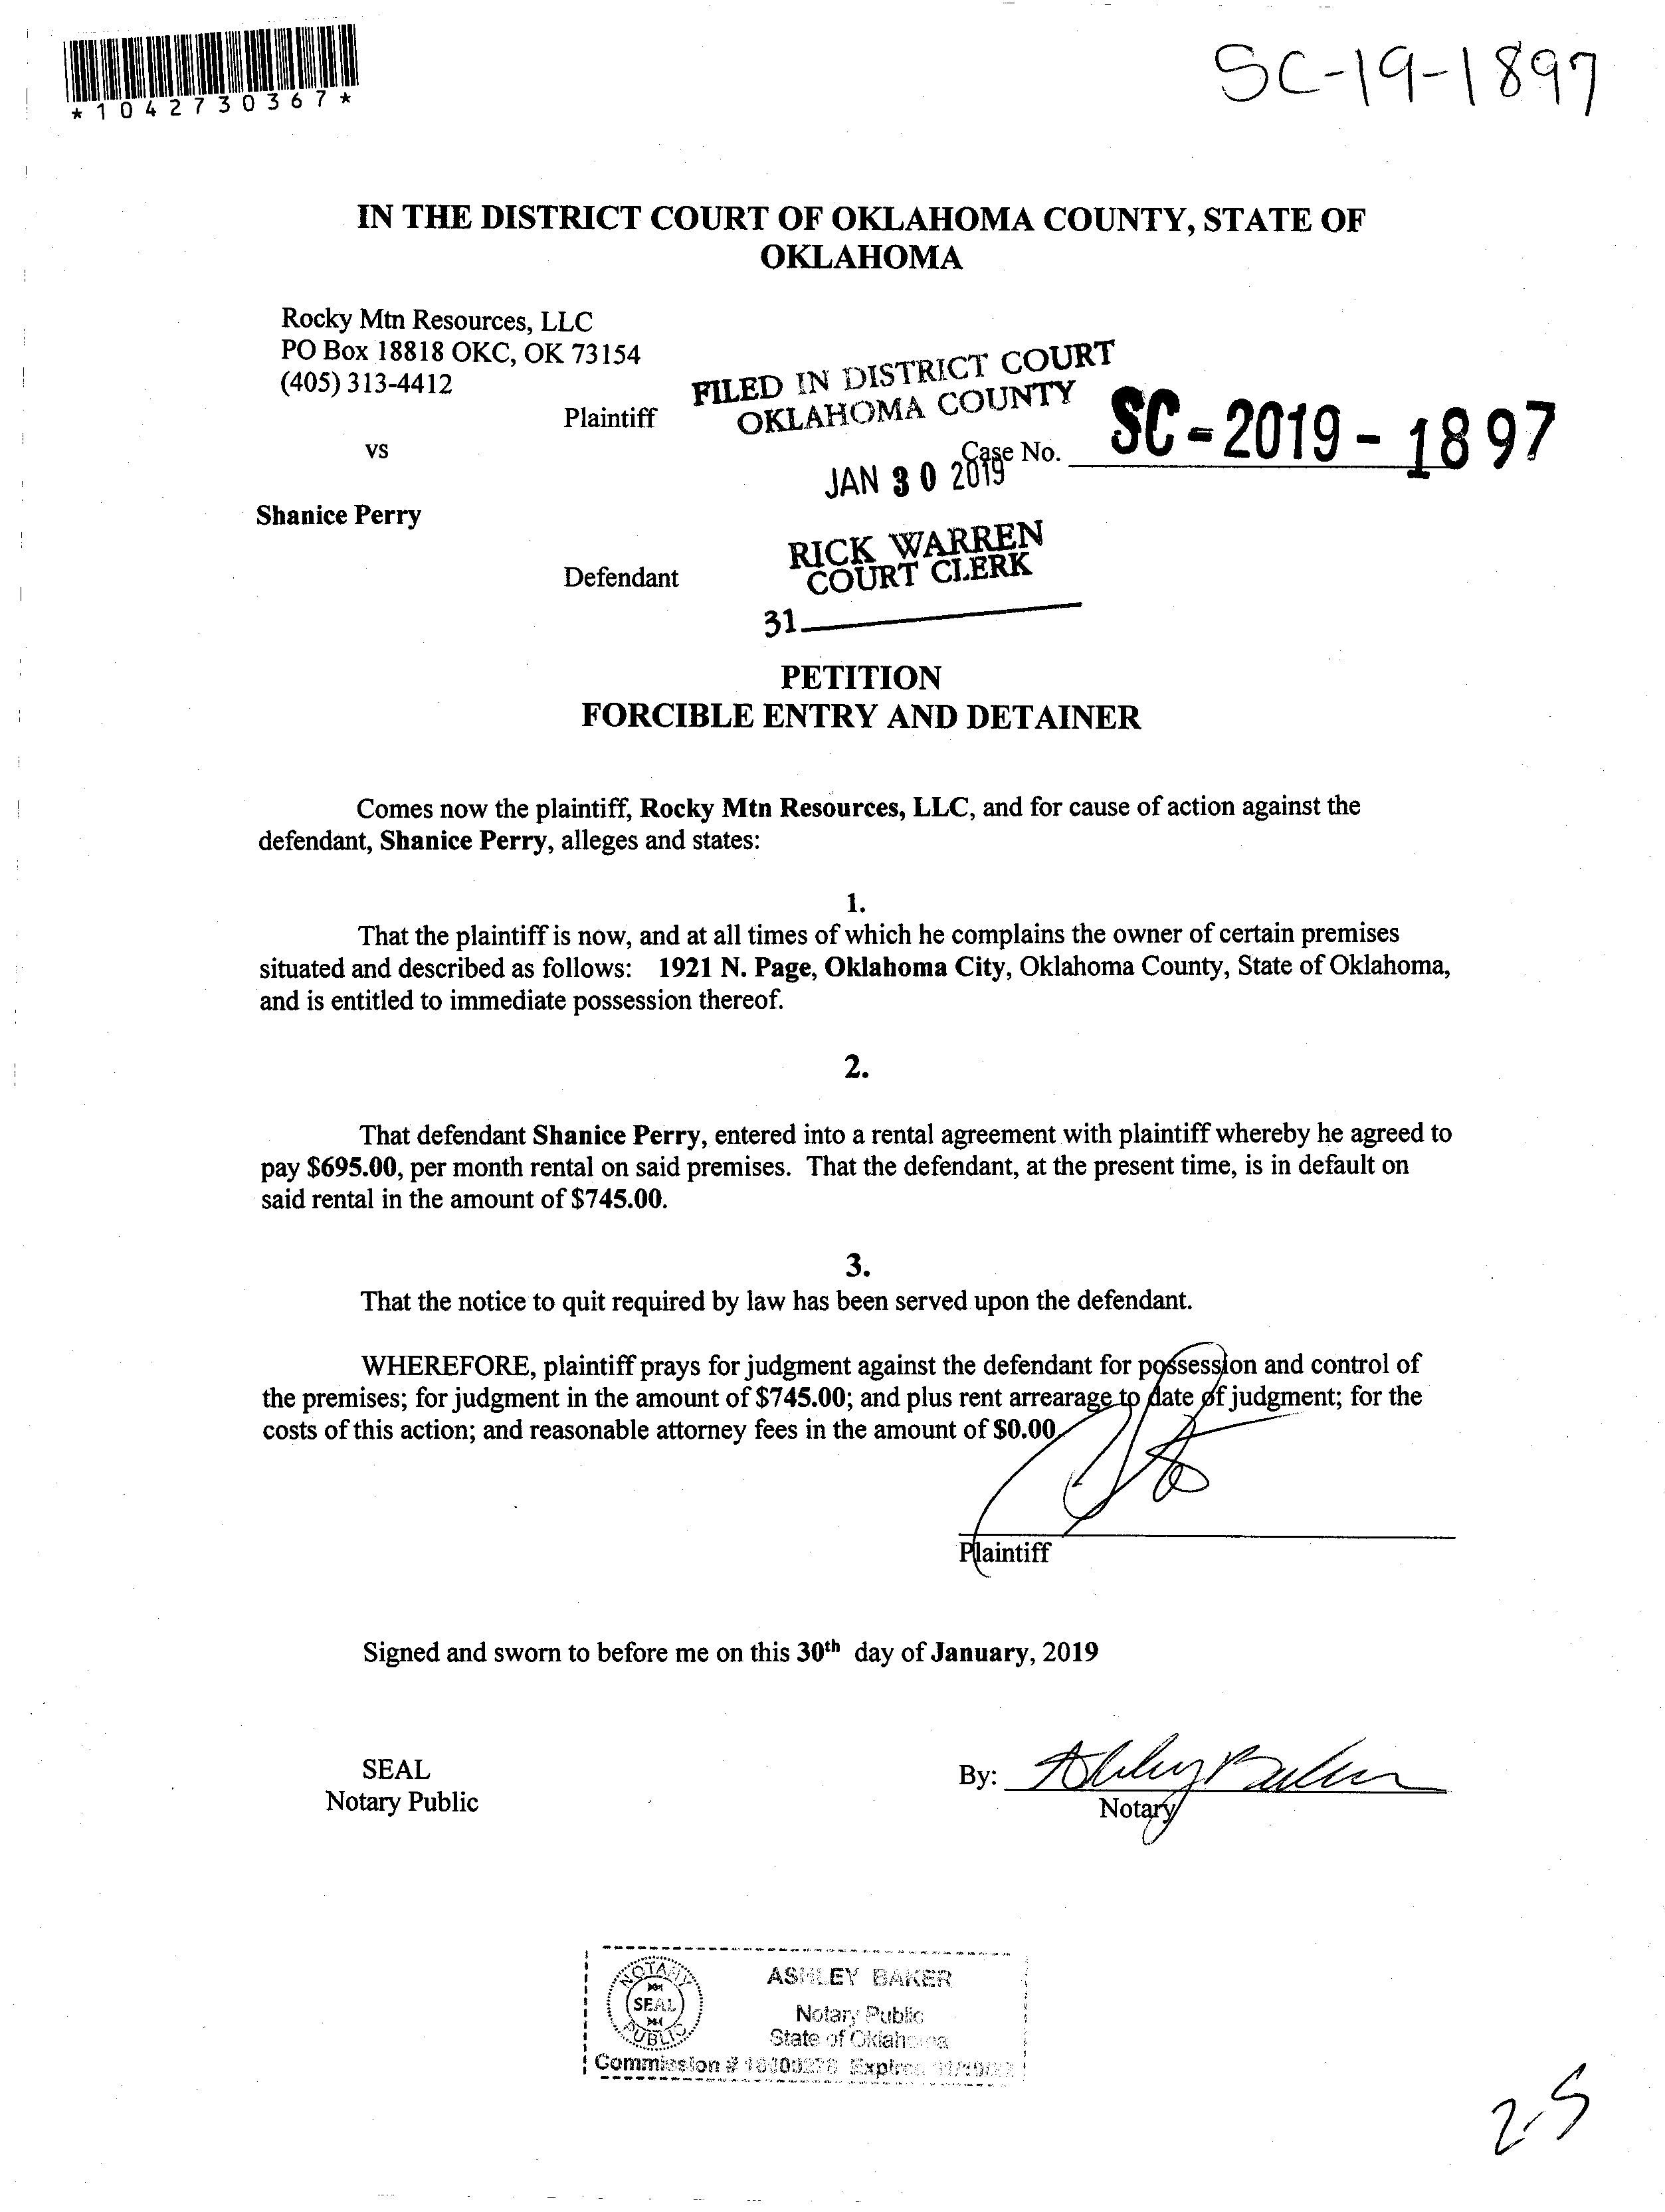 *1042730367*
SC-19-1897
IN THE DISTRICT COURT OF OKLAHOMA COUNTY, STATE OF
OKLAHOMA
Rocky Mtn Resources, LLC
PO Box 18818 OKC, OK 73154
(405) 313-4412
Plaintiff
vs
Shanice Perry
Defendant
FILED IN DISTRICT COURT
OKLAHOMA COUNTY
JAN 30 2019
Case No. SC-2019-1897
RICK WARREN
COURT CLERK
31
PETITION
FORCIBLE ENTRY AND DETAINER
Comes now the plaintiff, Rocky Mtn Resources, LLC, and for cause of action against the
defendant, Shanice Perry, alleges and states:
1.
That the plaintiff is now, and at all times of which he complains the owner of certain premises
situated and described as follows: 1921 N. Page, Oklahoma City, Oklahoma County, State of Oklahoma,
and is entitled to immediate possession thereof.
2.
That defendant Shanice Perry, entered into a rental agreement with plaintiff whereby he agreed to
pay $695.00, per month rental on said premises. That the defendant, at the present time, is in default on
said rental in the amount of $745.00.
3.
That the notice to quit required by law has been served upon the defendant.
WHEREFORE, plaintiff prays for judgment against the defendant for possession and control of
the premises; for judgment in the amount of $745.00; and plus rent arrearage to date of judgment; for the
costs of this action; and reasonable attorney fees in the amount of $0.00
Plaintiff
Signed and sworn to before me on this 30th day of January, 2019
SEAL
Notary Public
By: Ashley Baker
Notary
NOTARY
SEAL
PUBLIC
ASHLEY BAKER
Notary Public
State of Oklahoma
Commission # Expires
25